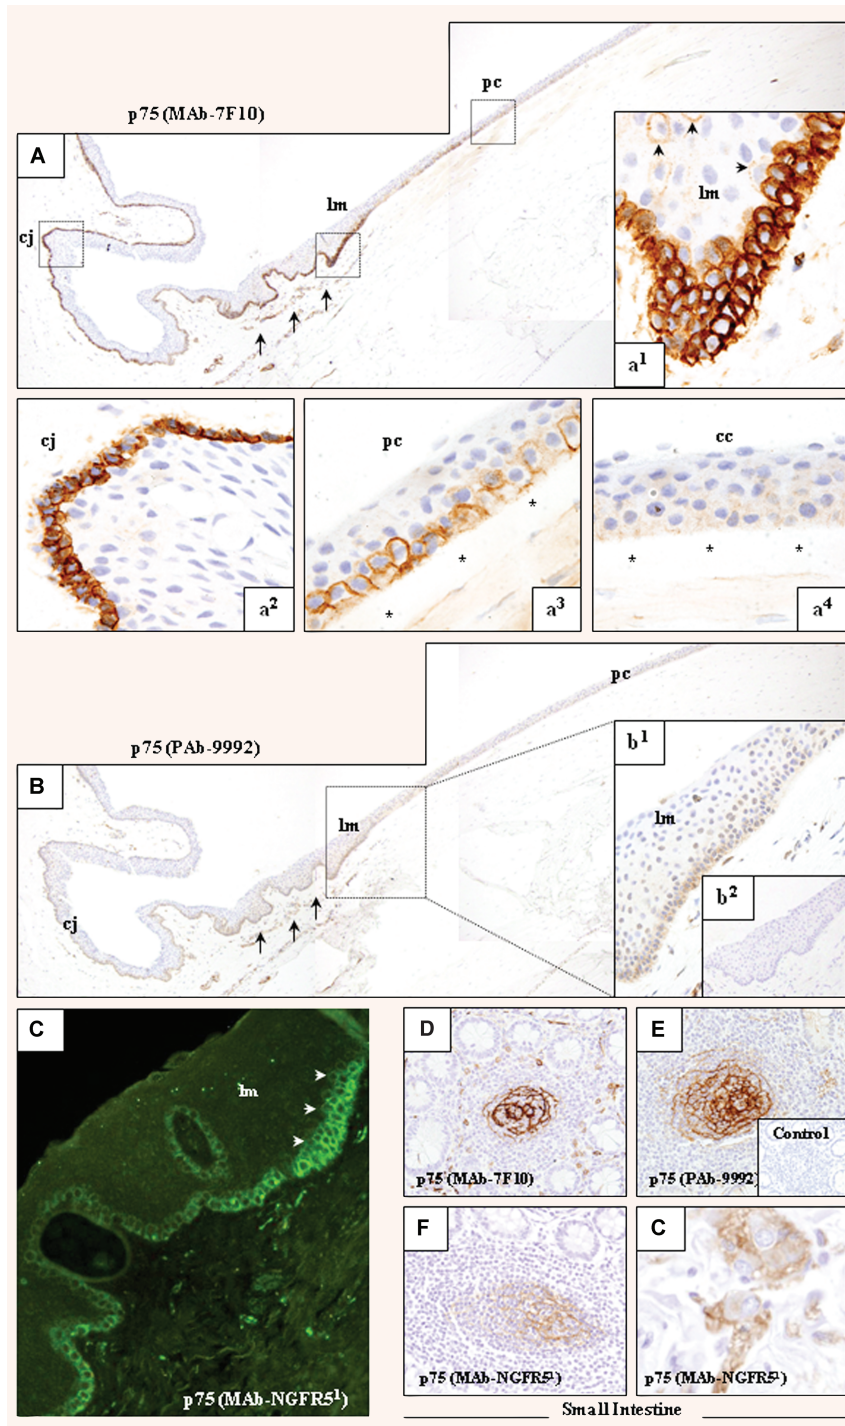 p75 (MAb-7F10)
A
pc
cj
lm
lm
a1
cj
a2
pc
* * *
a3
cc
* * *
a4
p75 (PAb-9992)
B
pc
lm
cj
b1
lm
b2
C
lm
p75 (MAb-NGFR5¹)
D
p75 (MAb-7F10)
E
Control
p75 (PAb-9992)
F
p75 (MAb-NGFR5¹)
C
p75 (MAb-NGFR5¹)
Small Intestine